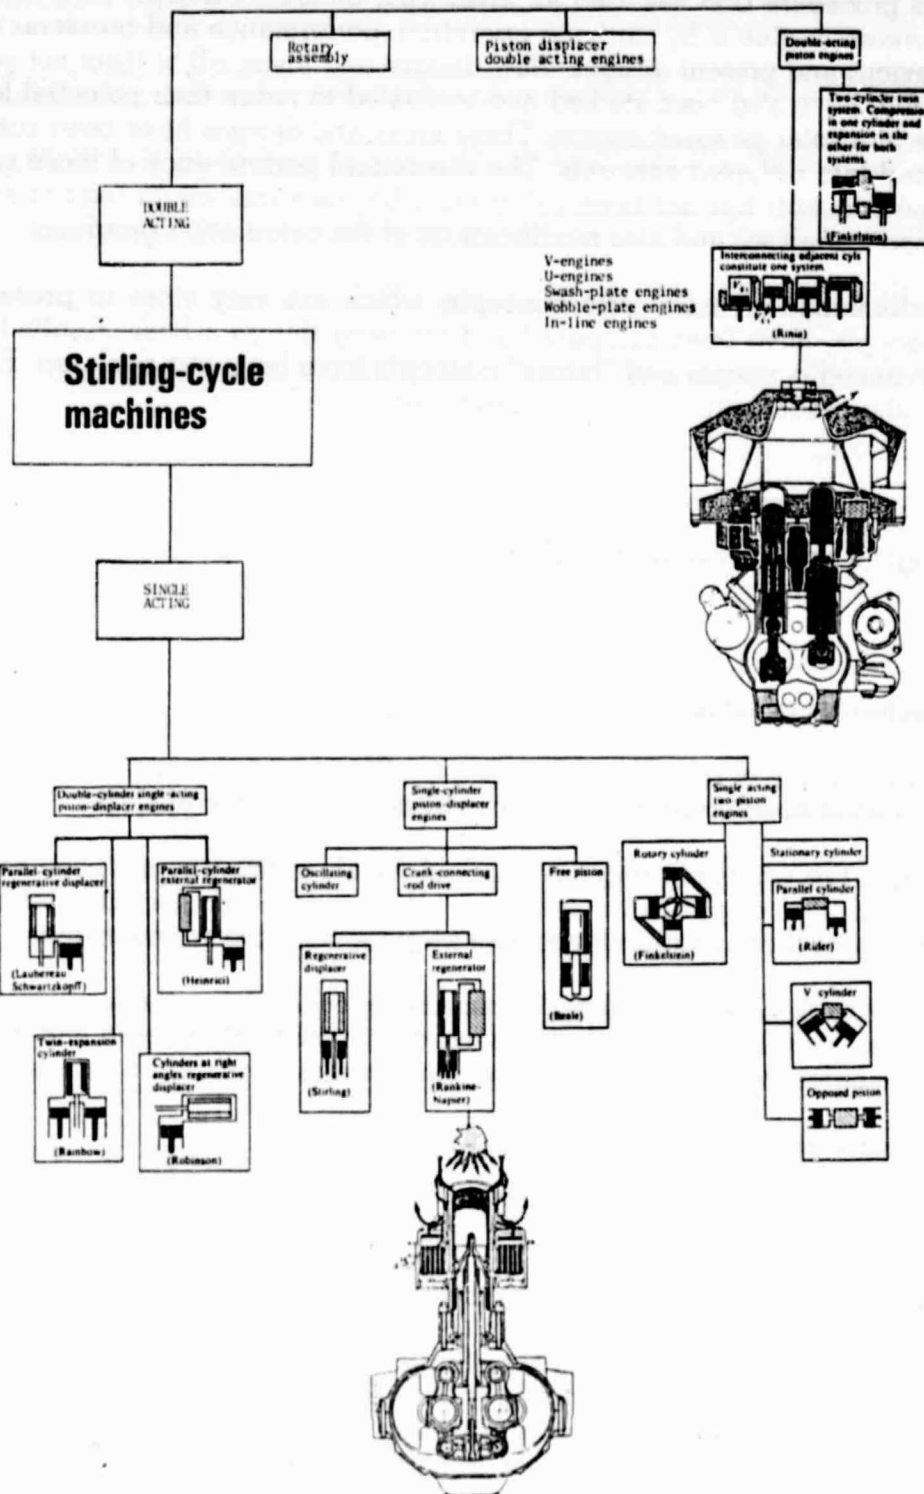 Rotary
assembly
Piston displacer
double acting engines
Double-acting
piston engines
Two-cylinder twin
system. Compression
in one cylinder and
expansion in the
other for both
systems.
(Finkelstein)
DOUBLE
ACTING
Interconnecting adjacent cyls
constitute one system.
(Rinia)
V-engines
U-engines
Swash-plate engines
Wobble-plate engines
In-line engines
Stirling-cycle
machines
SINGLE
ACTING
Double-cylinder single-acting
piston-displacer engines
Single-cylinder
piston-displacer
engines
Single acting
two piston
engines
Parallel-cylinder
regenerative displacer
(Laubereau
Schwartzkopff)
Parallel-cylinder
external regenerator
(Heinrici)
Oscillating
cylinder
Crank-connecting
-rod drive
Free piston
(Beale)
Rotary cylinder
(Finkelstein)
Stationary cylinder
Parallel cylinder
(Rider)
Regenerative
displacer
(Stirling)
External
regenerator
(Rankine-
Napier)
V cylinder
Twin-expansion
cylinder
(Rainbow)
Cylinders at right
angles regenerative
displacer
(Robinson)
Oppound piston